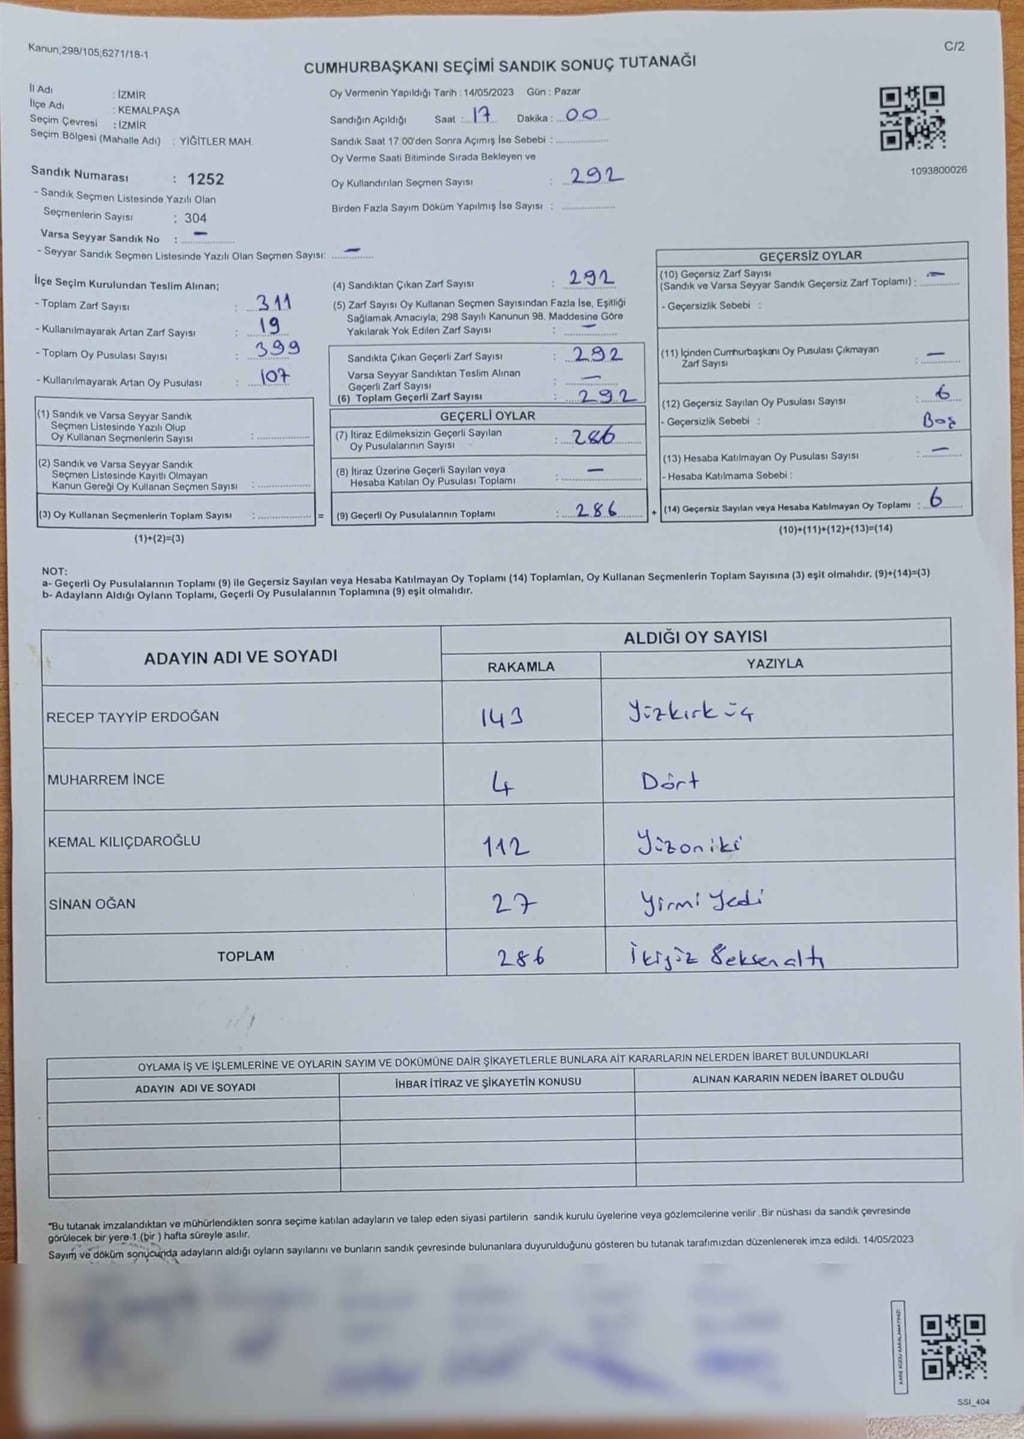 Kanun,298/105,6271/18-1
C/2
CUMHURBAŞKANI SEÇİMİ SANDIK SONUÇ TUTANAĞI
İl Adı : İZMİR
İlçe Adı : KEMALPAŞA
Seçim Çevresi : İZMİR
Seçim Bölgesi (Mahalle Adı) : YİĞİTLER MAH.
Sandık Numarası : 1252
- Sandık Seçmen Listesinde Yazılı Olan
Seçmenlerin Sayısı : 304
Varsa Seyyar Sandık No : —
- Seyyar Sandık Seçmen Listesinde Yazılı Olan Seçmen Sayısı: —
Oy Vermenin Yapıldığı Tarih : 14/05/2023 Gün : Pazar
Sandığın Açıldığı Saat : 17 Dakika : 00
Sandık Saat 17:00'den Sonra Açımış İse Sebebi :
Oy Verme Saati Bitiminde Sırada Bekleyen ve
Oy Kullandırılan Seçmen Sayısı : 292
Birden Fazla Sayım Döküm Yapılmış İse Sayısı :
1093800026
İlçe Seçim Kurulundan Teslim Alınan;
- Toplam Zarf Sayısı : 311
- Kullanılmayarak Artan Zarf Sayısı : 19
- Toplam Oy Pusulası Sayısı : 399
- Kullanılmayarak Artan Oy Pusulası : 107
(1) Sandık ve Varsa Seyyar Sandık
Seçmen Listesinde Yazılı Olup
Oy Kullanan Seçmenlerin Sayısı :
(2) Sandık ve Varsa Seyyar Sandık
Seçmen Listesinde Kayıtlı Olmayan
Kanun Gereği Oy Kullanan Seçmen Sayısı :
(3) Oy Kullanan Seçmenlerin Toplam Sayısı : =
(1)+(2)=(3)
(4) Sandıktan Çıkan Zarf Sayısı : 292
(5) Zarf Sayısı Oy Kullanan Seçmen Sayısından Fazla İse, Eşitliği
Sağlamak Amacıyla, 298 Sayılı Kanunun 98. Maddesine Göre
Yakılarak Yok Edilen Zarf Sayısı : —
Sandıkta Çıkan Geçerli Zarf Sayısı : 292
Varsa Seyyar Sandıktan Teslim Alınan
Geçerli Zarf Sayısı : —
(6) Toplam Geçerli Zarf Sayısı : 292
GEÇERLİ OYLAR
(7) İtiraz Edilmeksizin Geçerli Sayılan
Oy Pusulalarının Sayısı : 286
(8) İtiraz Üzerine Geçerli Sayılan veya
Hesaba Katılan Oy Pusulası Toplamı : —
(9) Geçerli Oy Pusulalarının Toplamı : 286 +
GEÇERSİZ OYLAR
(10) Geçersiz Zarf Sayısı
(Sandık ve Varsa Seyyar Sandık Geçersiz Zarf Toplamı) : —
- Geçersizlik Sebebi :
(11) İçinden Cumhurbaşkanı Oy Pusulası Çıkmayan
Zarf Sayısı : —
(12) Geçersiz Sayılan Oy Pusulası Sayısı : 6
- Geçersizlik Sebebi : Boş
(13) Hesaba Katılmayan Oy Pusulası Sayısı : —
- Hesaba Katılmama Sebebi :
(14) Geçersiz Sayılan veya Hesaba Katılmayan Oy Toplamı : 6
(10)+(11)+(12)+(13)=(14)
NOT:
a- Geçerli Oy Pusulalarının Toplamı (9) ile Geçersiz Sayılan veya Hesaba Katılmayan Oy Toplamı (14) Toplamları, Oy Kullanan Seçmenlerin Toplam Sayısına (3) eşit olmalıdır. (9)+(14)=(3)
b- Adayların Aldığı Oyların Toplamı, Geçerli Oy Pusulalarının Toplamına (9) eşit olmalıdır.
ADAYIN ADI VE SOYADI
ALDIĞI OY SAYISI
RAKAMLA YAZIYLA
RECEP TAYYİP ERDOĞAN 143 Yüzkırk üç
MUHARREM İNCE 4 Dört
KEMAL KILIÇDAROĞLU 112 Yüzoniki
SİNAN OĞAN 27 Yirmi Yedi
TOPLAM 286 İkiyüz Seksenaltı
OYLAMA İŞ VE İŞLEMLERİNE VE OYLARIN SAYIM VE DÖKÜMÜNE DAİR ŞİKAYETLERLE BUNLARA AİT KARARLARIN NELERDEN İBARET BULUNDUKLARI
ADAYIN ADI VE SOYADI İHBAR İTİRAZ VE ŞİKAYETİN KONUSU ALINAN KARARIN NEDEN İBARET OLDUĞU
"Bu tutanak imzalandıktan ve mühürlendikten sonra seçime katılan adayların ve talep eden siyasi partilerin sandık kurulu üyelerine veya gözlemcilerine verilir .Bir nüshası da sandık çevresinde
görülecek bir yere 1 (bir ) hafta süreyle asılır.
Sayım ve döküm sonucunda adayların aldığı oyların sayılarını ve bunların sandık çevresinde bulunanlara duyurulduğunu gösteren bu tutanak tarafımızdan düzenlenerek imza edildi. 14/05/2023
KARE KODU KARALAMAYINIZ!
SSI_404